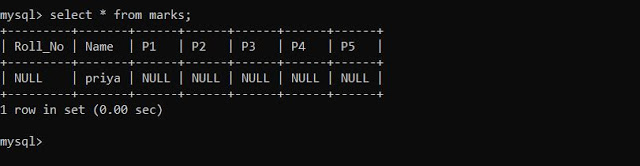 mysql> select * from marks;
+---------+-------+------+------+------+------+------+
| Roll_No | Name  | P1   | P2   | P3   | P4   | P5   |
+---------+-------+------+------+------+------+------+
| NULL    | priya | NULL | NULL | NULL | NULL | NULL |
+---------+-------+------+------+------+------+------+
1 row in set (0.00 sec)
mysql>